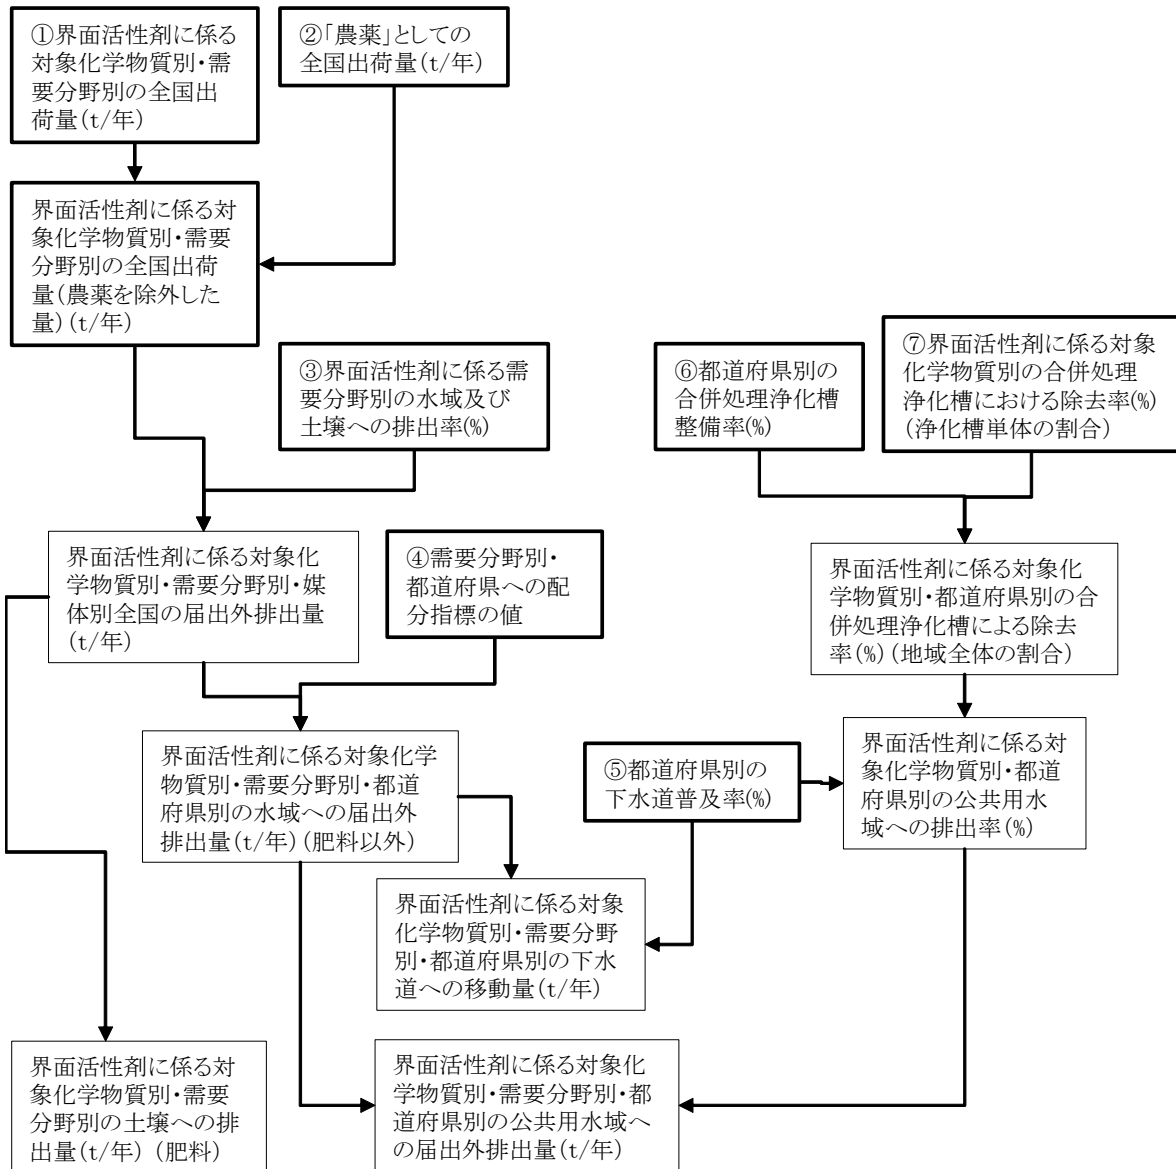 ①界面活性剤に係る
対象化学物質別・需
要分野別の全国出
荷量(t/年)
②「農薬」としての
全国出荷量(t/年)
界面活性剤に係る対
象化学物質別・需要
分野別の全国出荷
量(農薬を除外した
量)(t/年)
③界面活性剤に係る需
要分野別の水域及び
土壌への排出率(%)
⑥都道府県別の
合併処理浄化槽
整備率(%)
⑦界面活性剤に係る対象
化学物質別の合併処理
浄化槽における除去率(%)
(浄化槽単体の割合)
界面活性剤に係る対象化
学物質別・需要分野別・媒
体別全国の届出外排出量
(t/年)
④需要分野別・
都道府県への配
分指標の値
界面活性剤に係る対象化
学物質別・都道府県別の合
併処理浄化槽による除去
率(%)(地域全体の割合)
界面活性剤に係る対象化学
物質別・需要分野別・都道
府県別の水域への届出外
排出量(t/年)(肥料以外)
⑤都道府県別の
下水道普及率(%)
界面活性剤に係る対
象化学物質別・都道
府県別の公共用水
域への排出率(%)
界面活性剤に係る対象
化学物質別・需要分野
別・都道府県別の下水
道への移動量(t/年)
界面活性剤に係る対
象化学物質別・需要
分野別の土壌への排
出量(t/年)(肥料)
界面活性剤に係る対象化
学物質別・需要分野別・都
道府県別の公共用水域へ
の届出外排出量(t/年)